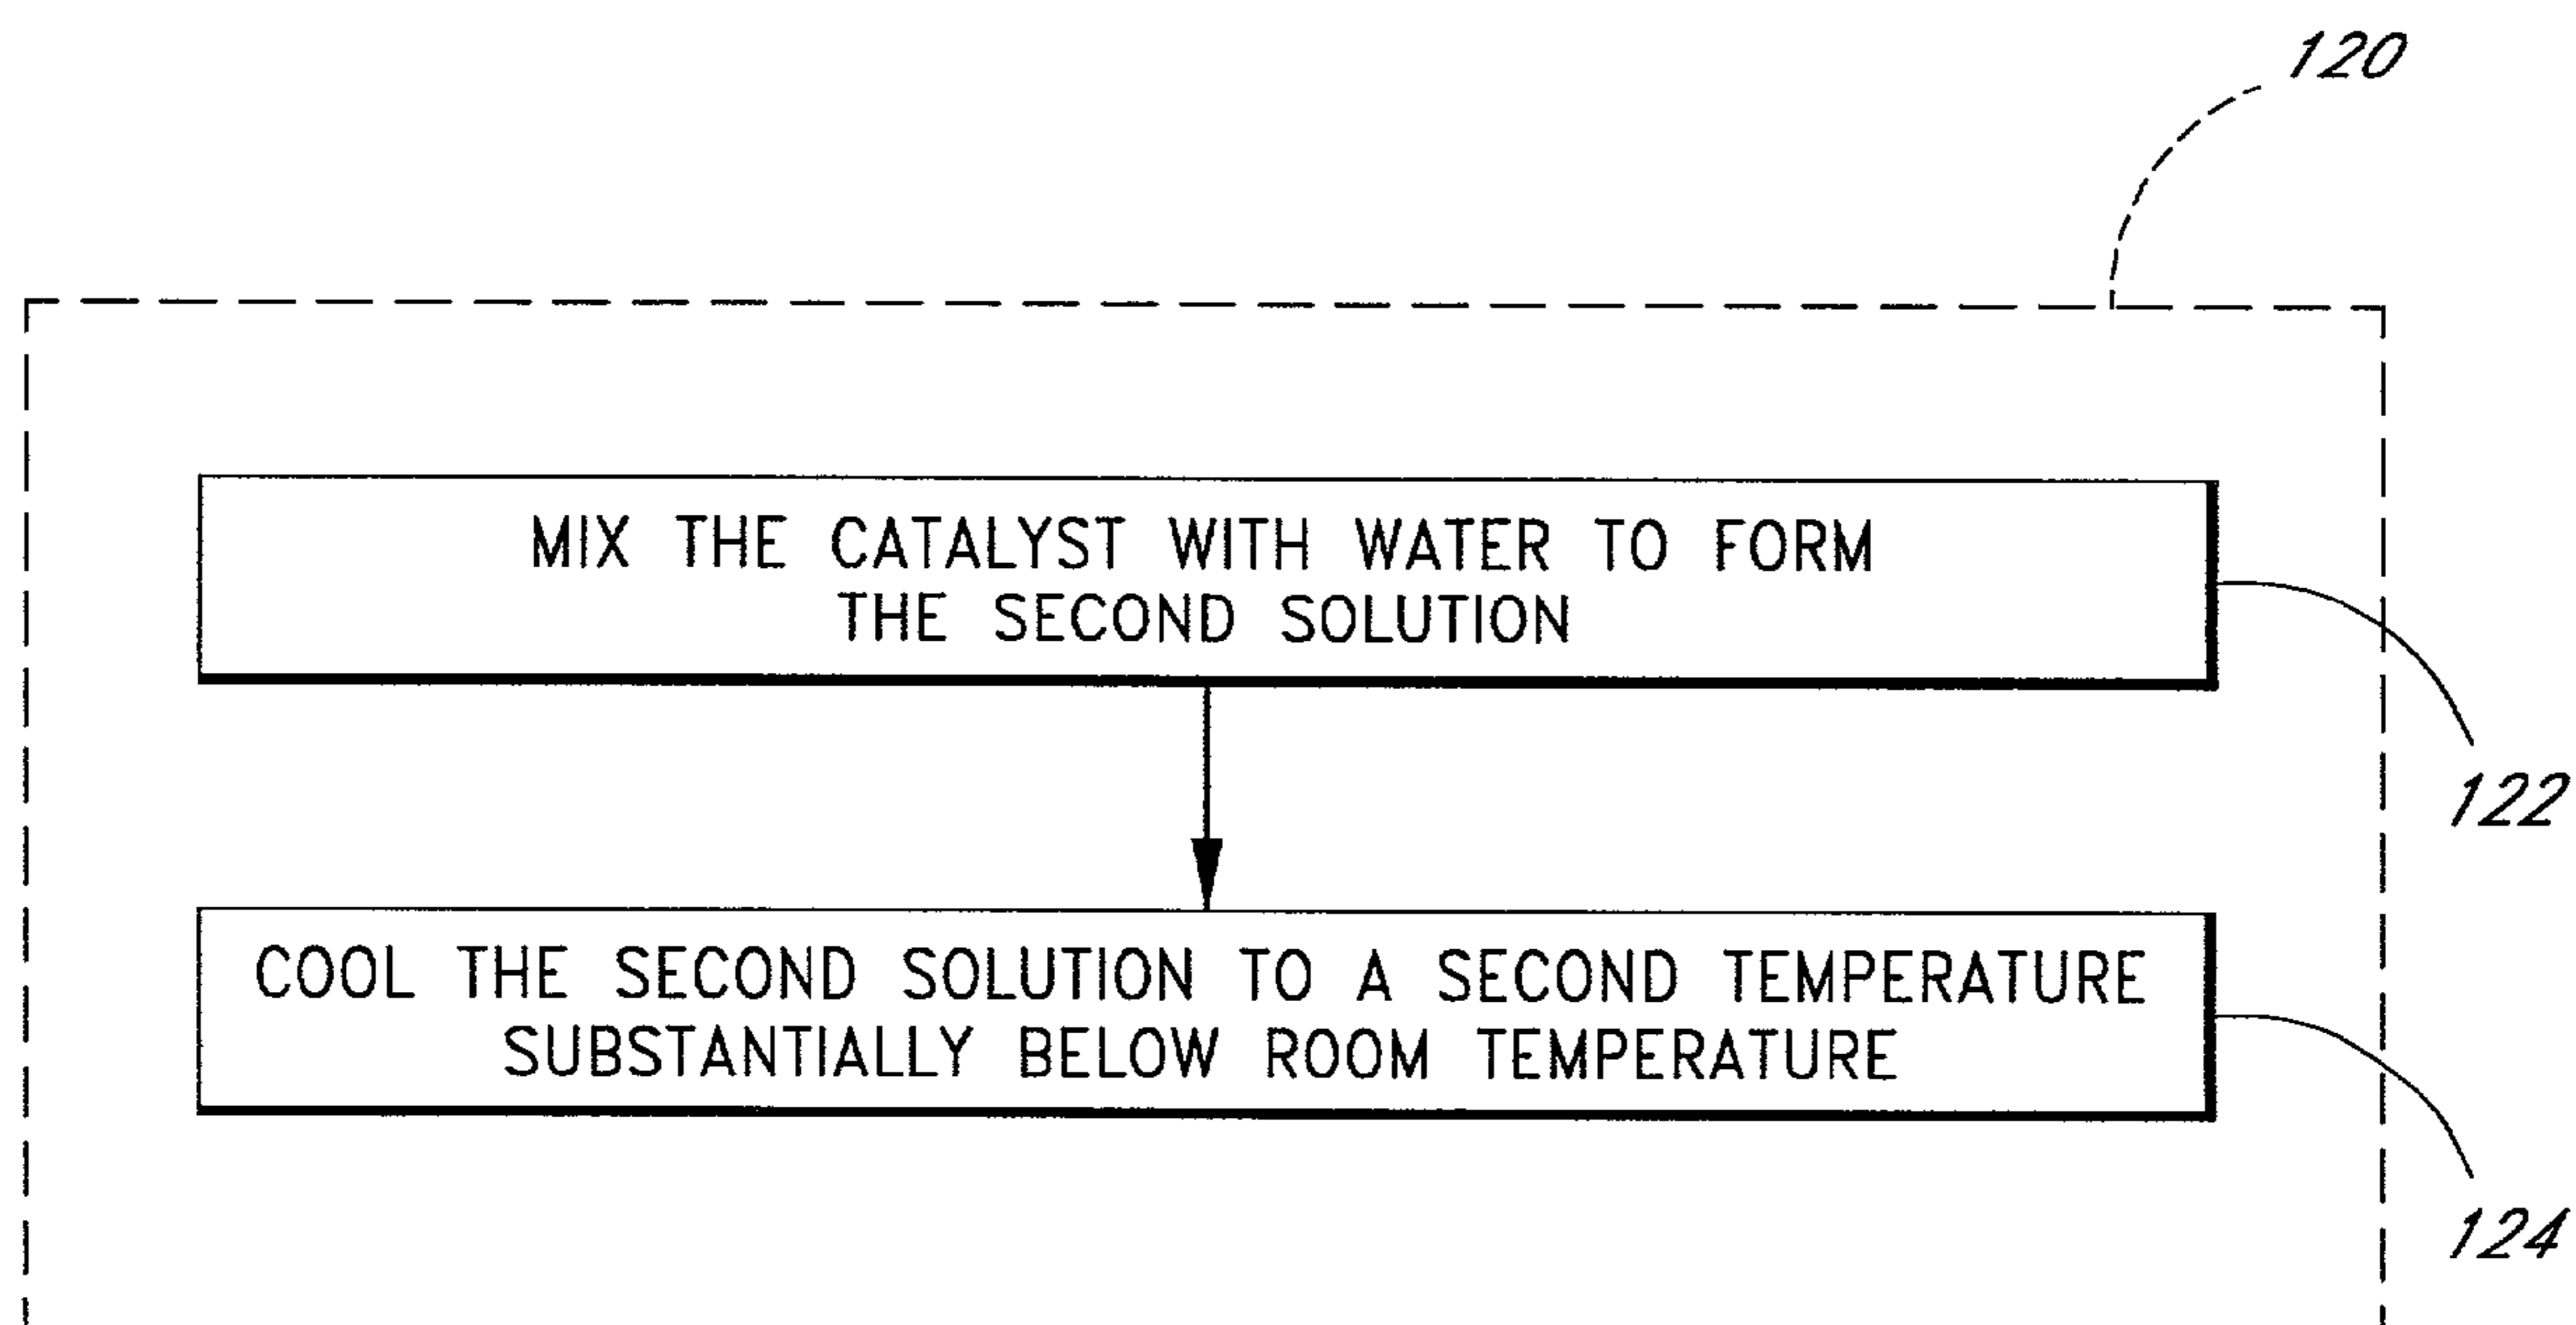 120
MIX THE CATALYST WITH WATER TO FORM
THE SECOND SOLUTION
122
COOL THE SECOND SOLUTION TO A SECOND TEMPERATURE
SUBSTANTIALLY BELOW ROOM TEMPERATURE
124